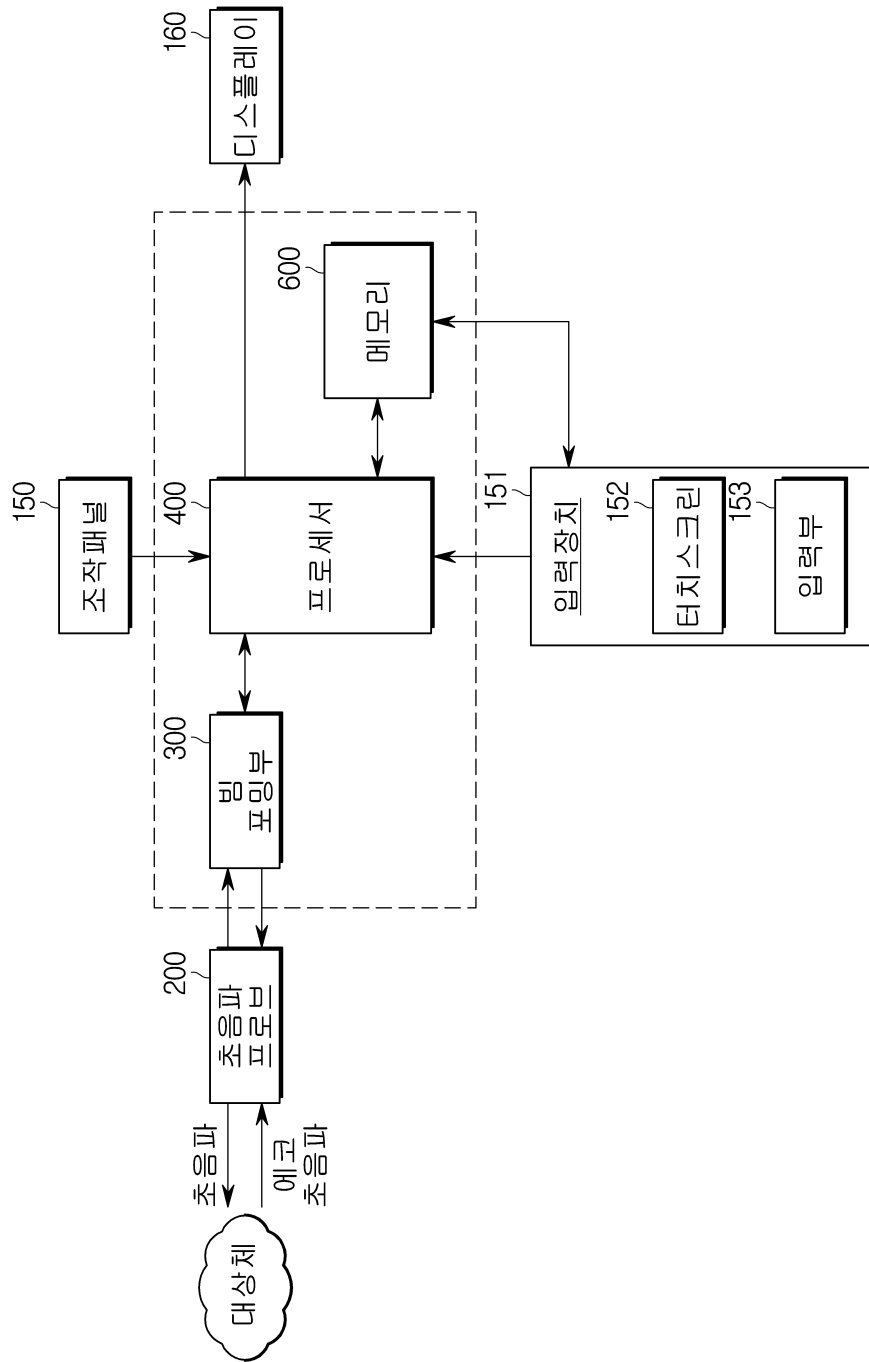 150
조작패널
160
디스플레이
200
초음파
프로브
300
빔
포밍부
400
프로세서
600
메모리
대상체
초음파
에코
초음파
151
입력장치
152
터치스크린
153
입력부